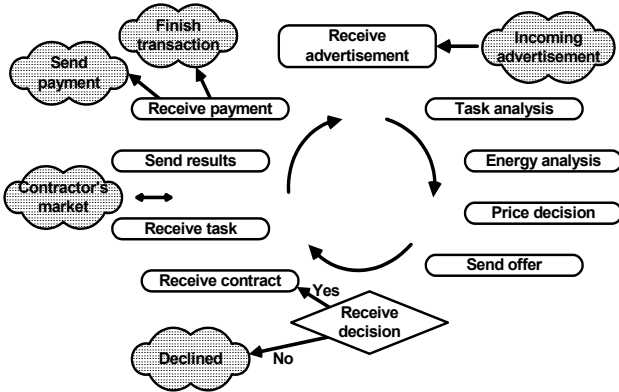 Finish
transaction
Receive
advertisement
Incoming
advertisement
Send
payment
Receive payment
Task analysis
Send results
Energy analysis
Contractor's
market
Receive task
Price decision
Send offer
Receive contract
Yes
Receive
decision
No
Declined